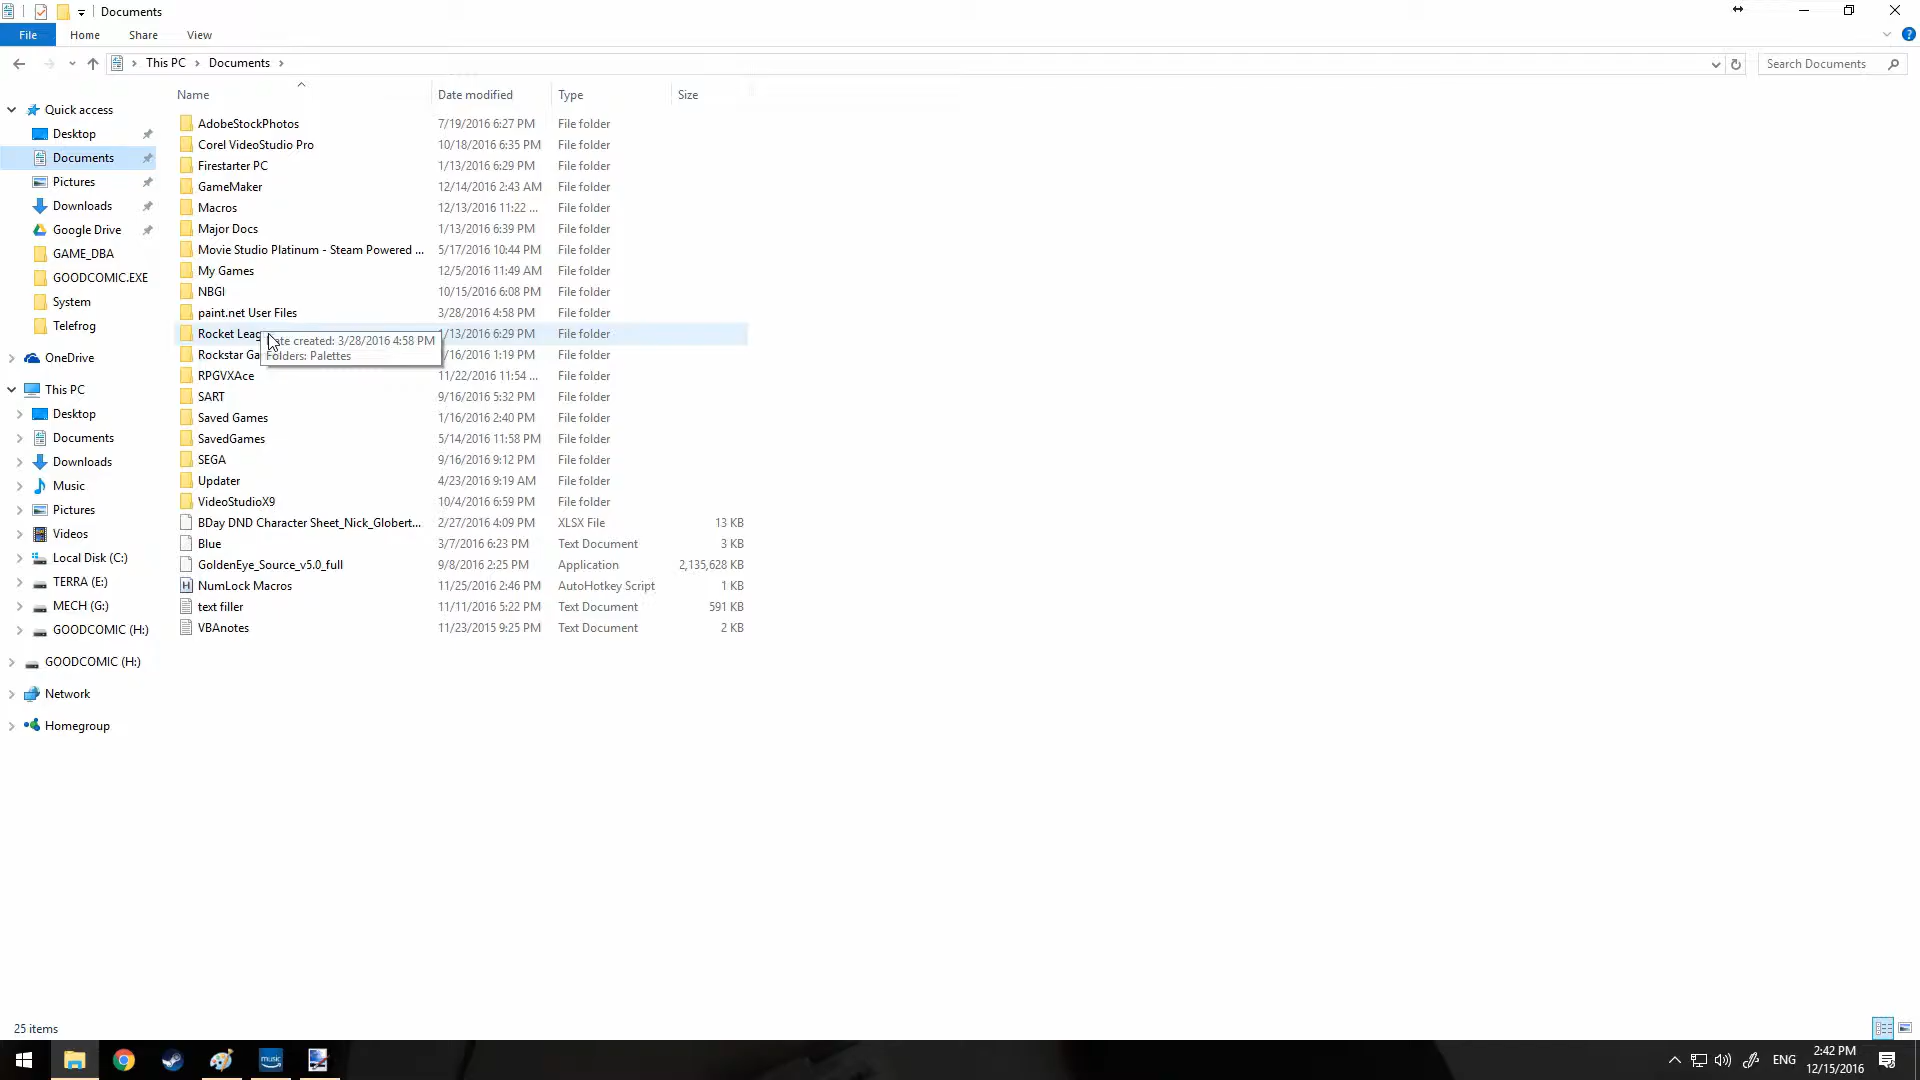 Documents
File Home Share View
This PC Documents
Search Documents
Name Date modified Type Size
Quick access
Desktop
Documents
Pictures
Downloads
Google Drive
GAME_DBA
GOODCOMIC.EXE
System
Telefrog
OneDrive
This PC
Desktop
Documents
Downloads
Music
Pictures
Videos
Local Disk (C:)
TERRA (E:)
MECH (G:)
GOODCOMIC (H:)
GOODCOMIC (H:)
Network
Homegroup
AdobeStockPhotos 7/19/2016 6:27 PM File folder
Corel VideoStudio Pro 10/18/2016 6:35 PM File folder
Firestarter PC 1/13/2016 6:29 PM File folder
GameMaker 12/14/2016 2:43 AM File folder
Macros 12/13/2016 11:22 ... File folder
Major Docs 1/13/2016 6:39 PM File folder
Movie Studio Platinum - Steam Powered ... 5/17/2016 10:44 PM File folder
My Games 12/5/2016 11:49 AM File folder
NBGI 10/15/2016 6:08 PM File folder
paint.net User Files 3/28/2016 4:58 PM File folder
Rocket Leag /13/2016 6:29 PM File folder
Rockstar Ga /16/2016 1:19 PM File folder
created: 3/28/2016 4:58 PM
Folders: Palettes
RPGVXAce 11/22/2016 11:54 ... File folder
SART 9/16/2016 5:32 PM File folder
Saved Games 1/16/2016 2:40 PM File folder
SavedGames 5/14/2016 11:58 PM File folder
SEGA 9/16/2016 9:12 PM File folder
Updater 4/23/2016 9:19 AM File folder
VideoStudioX9 10/4/2016 6:59 PM File folder
BDay DND Character Sheet_Nick_Globert... 2/27/2016 4:09 PM XLSX File 13 KB
Blue 3/7/2016 6:23 PM Text Document 3 KB
GoldenEye_Source_v5.0_full 9/8/2016 2:25 PM Application 2,135,628 KB
NumLock Macros 11/25/2016 2:46 PM AutoHotkey Script 1 KB
text filler 11/11/2016 5:22 PM Text Document 591 KB
VBAnotes 11/23/2015 9:25 PM Text Document 2 KB
25 items
music
ENG
2:42 PM
12/15/2016